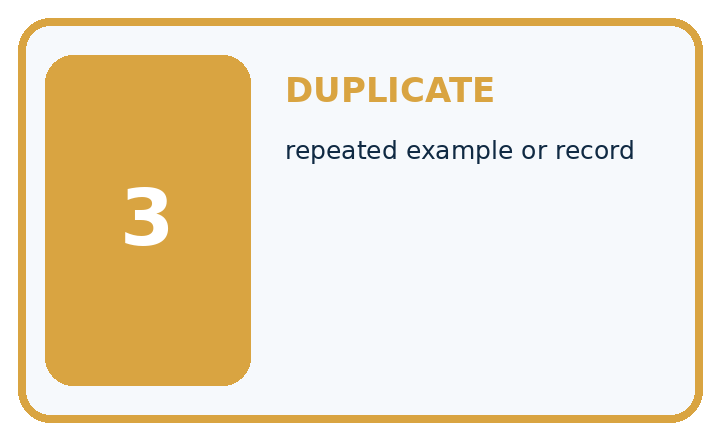 3
DUPLICATE
repeated example or record